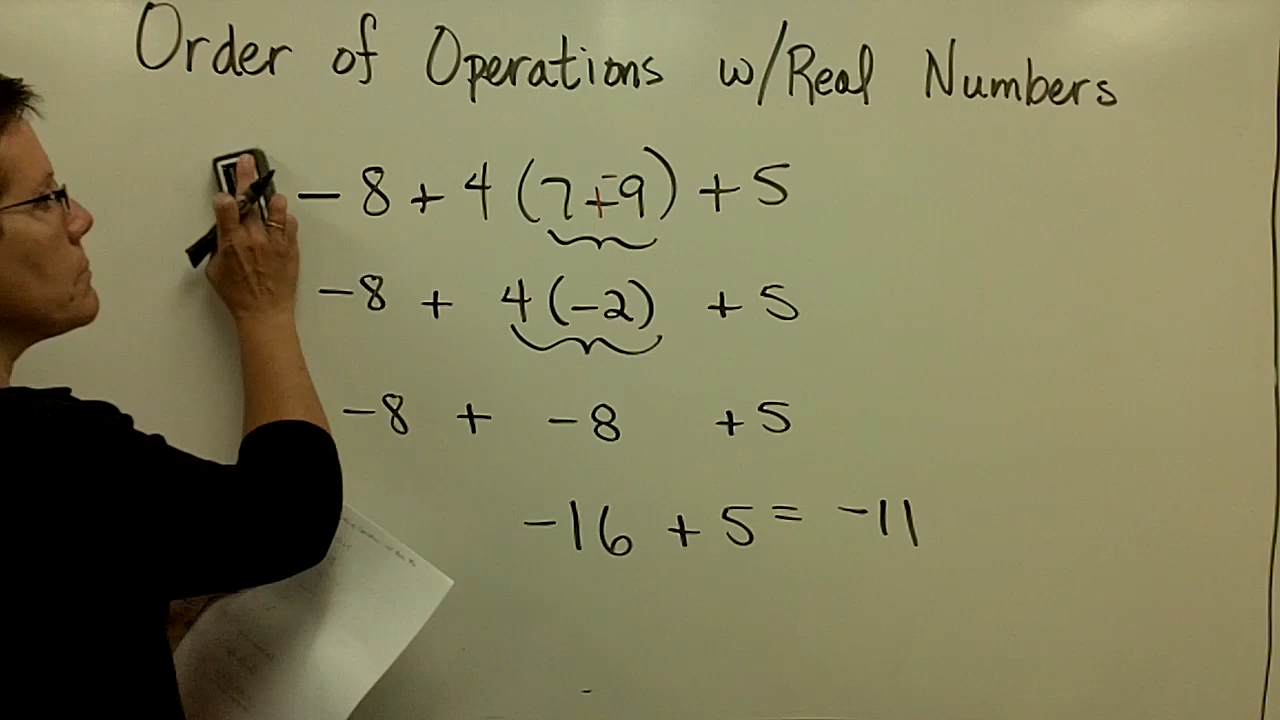 Order of Operations w/Real Numbers
- 8 + 4 (7 + -9) + 5
-8 + 4 (-2) + 5
-8 + -8 + 5
-16 + 5 = -11